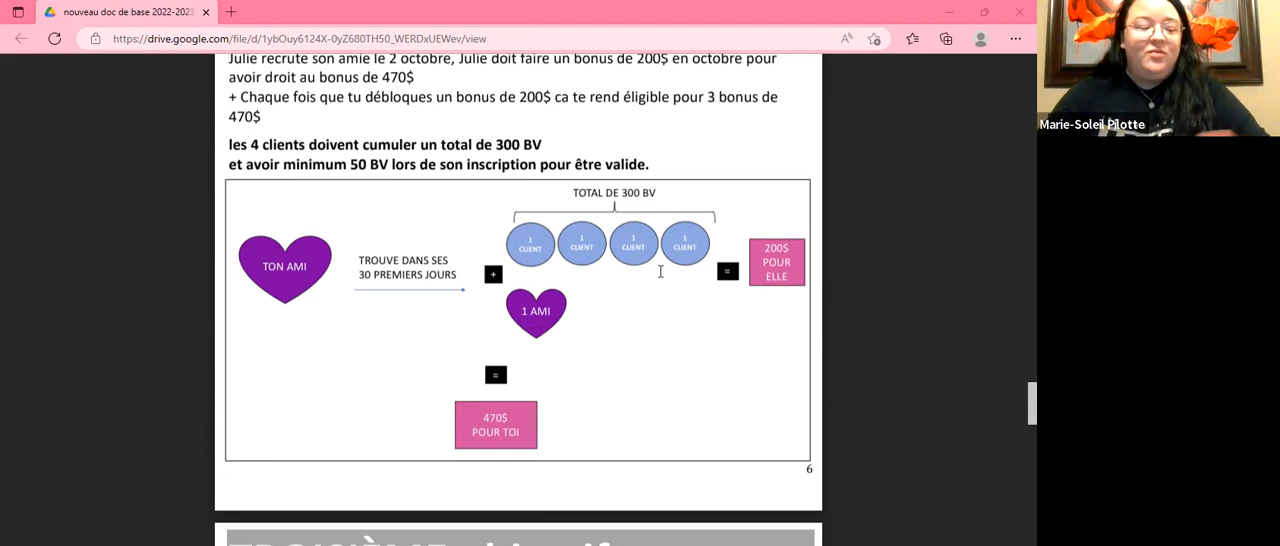 nouveau doc de base 2022-2023
https://drive.google.com/file/d/1ybOuy6124X-0yZ680TH50_WERDxUEWev/view
Julie recrute son amie le 2 octobre, Julie doit faire un bonus de 200$ en octobre pour
avoir droit au bonus de 470$
+ Chaque fois que tu débloques un bonus de 200$ ca te rend éligible pour 3 bonus de
470$
les 4 clients doivent cumuler un total de 300 BV
et avoir minimum 50 BV lors de son inscription pour être valide.
TOTAL DE 300 BV
TON AMI
TROUVE DANS SES
30 PREMIERS JOURS
+
1
CLIENT
1
CLIENT
1
CLIENT
1
CLIENT
=
200$
POUR
ELLE
1 AMI
=
470$
POUR TOI
6
TROISIÈME objectif
Marie-Soleil Pilotte